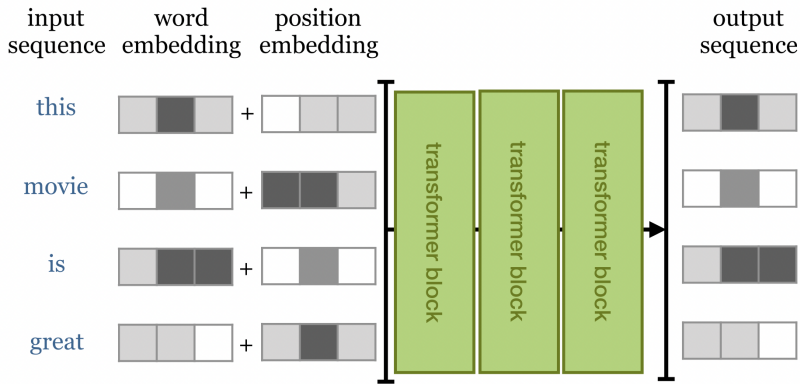 input
sequence
word
embedding
position
embedding
output
sequence
this
+
movie
+
is
+
great
+
transformer block
transformer block
transformer block